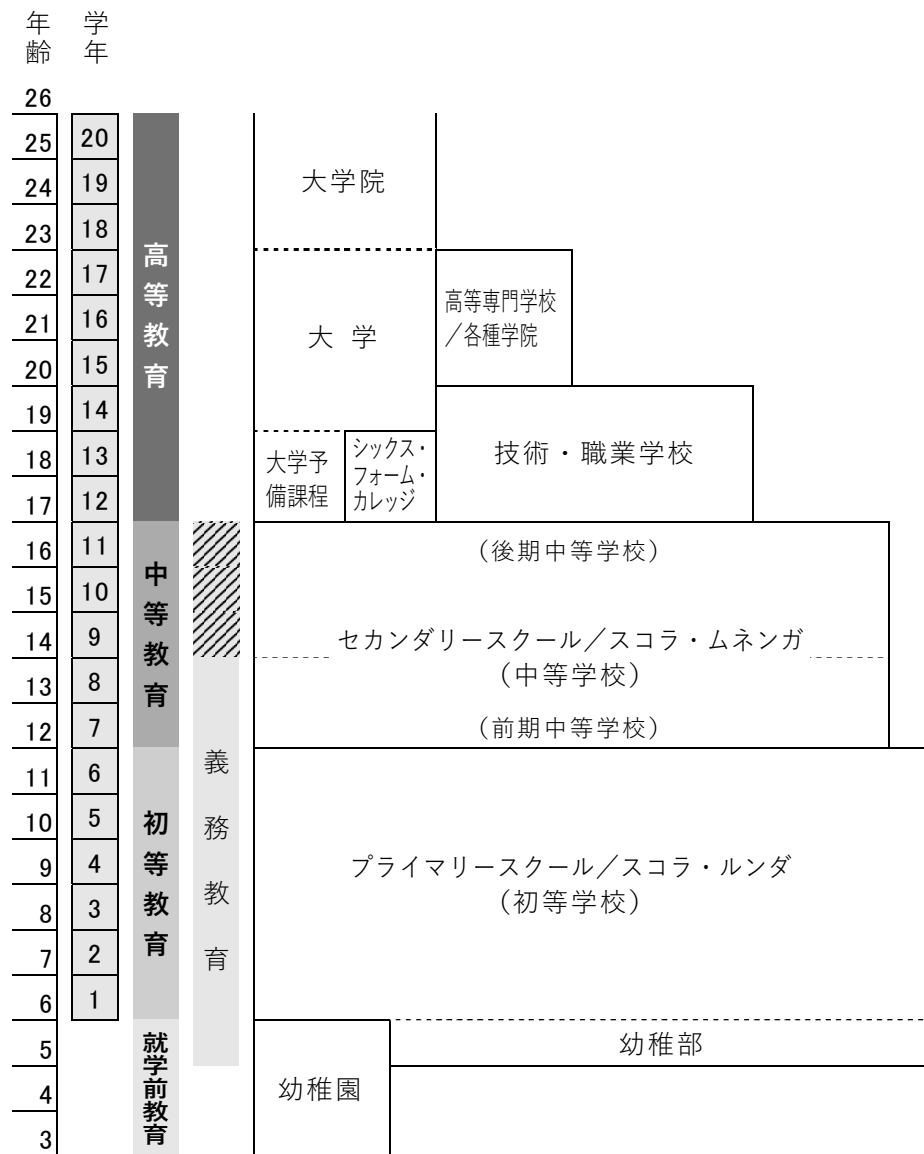 年齢
学年
26
25
20
24
19
23
18
22
17
21
16
20
15
19
14
18
13
17
12
16
11
15
10
14
9
13
8
12
7
11
6
10
5
9
4
8
3
7
2
6
1
5
4
3
高等教育
中等教育
初等教育
就学前教育
義務教育
大学院
大学
高等専門学校
／各種学院
大学予
備課程
シックス・
フォーム・
カレッジ
技術・職業学校
（後期中等学校）
セカンダリースクール／スコラ・ムネンガ
（中等学校）
（前期中等学校）
プライマリースクール／スコラ・ルンダ
（初等学校）
幼稚部
幼稚園